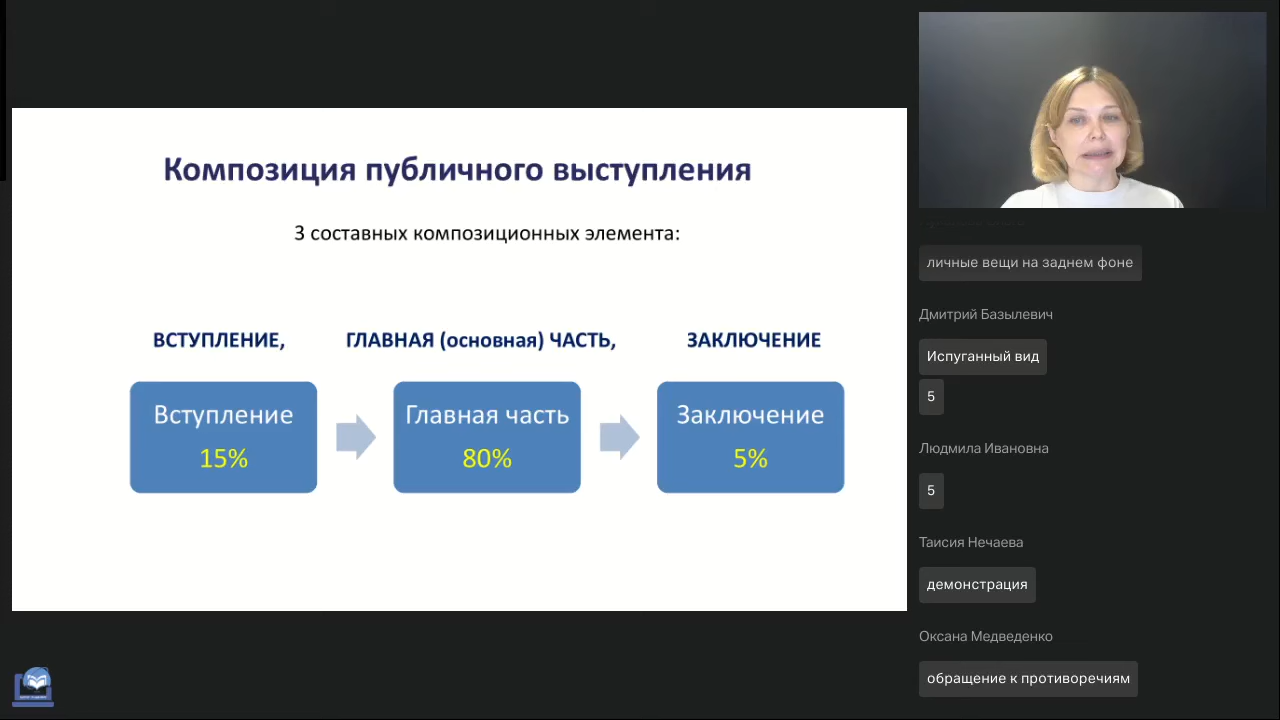 Композиция публичного выступления
3 составных композиционных элемента:
ВСТУПЛЕНИЕ, ГЛАВНАЯ (основная) ЧАСТЬ, ЗАКЛЮЧЕНИЕ
Вступление
15%
Главная часть
80%
Заключение
5%
личные вещи на заднем фоне
Дмитрий Базылевич
Испуганный вид
5
Людмила Ивановна
5
Таисия Нечаева
демонстрация
Оксана Медведенко
обращение к противоречиям